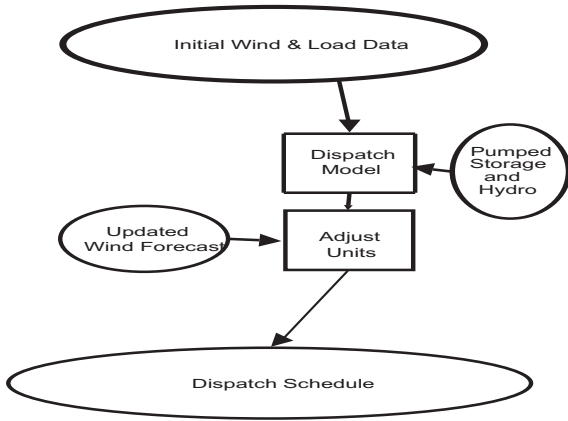 Initial Wind & Load Data
Dispatch
Model
Pumped
Storage
and
Hydro
Updated
Wind Forecast
Adjust
Units
Dispatch Schedule